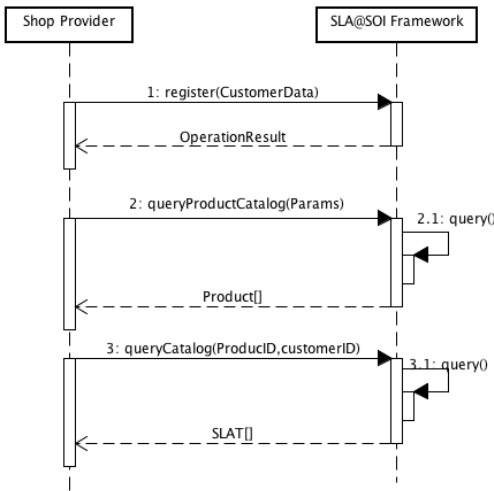 Shop Provider
SLA@SOI Framework
1: register(CustomerData)
OperationResult
2: queryProductCatalog(Params)
2.1: query()
Product[]
3: queryCatalog(ProducID,customerID)
3.1: query()
SLAT[]